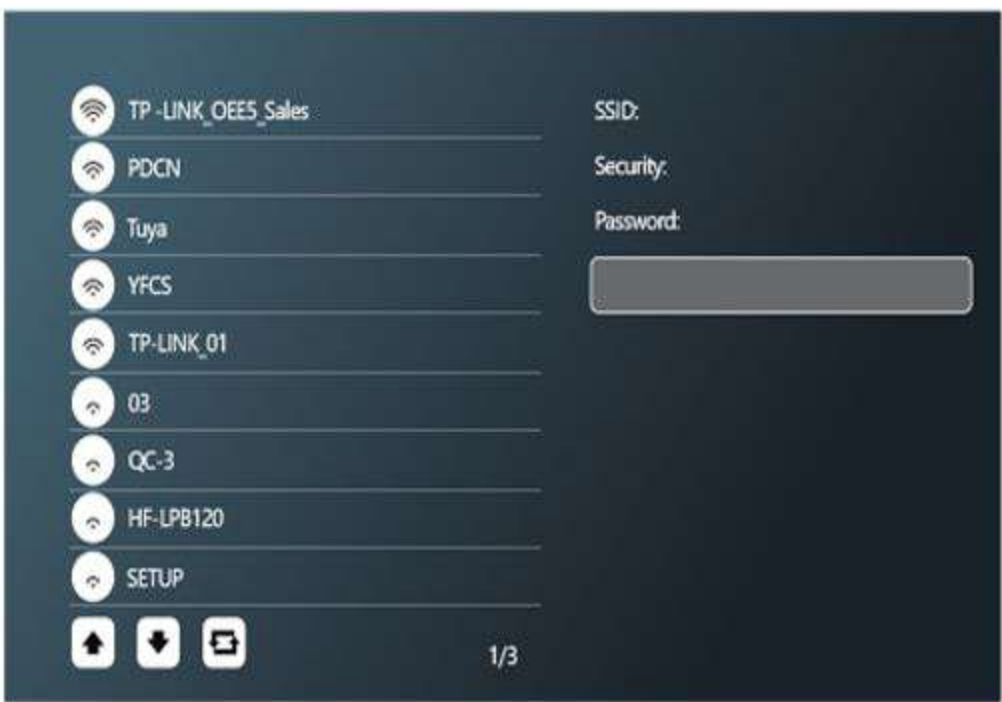 TP -LINK_OEE5_Sales
PDCN
Tuya
YFCS
TP-LINK_01
03
QC-3
HF-LPB120
SETUP
1/3
SSID:
Security:
Password: